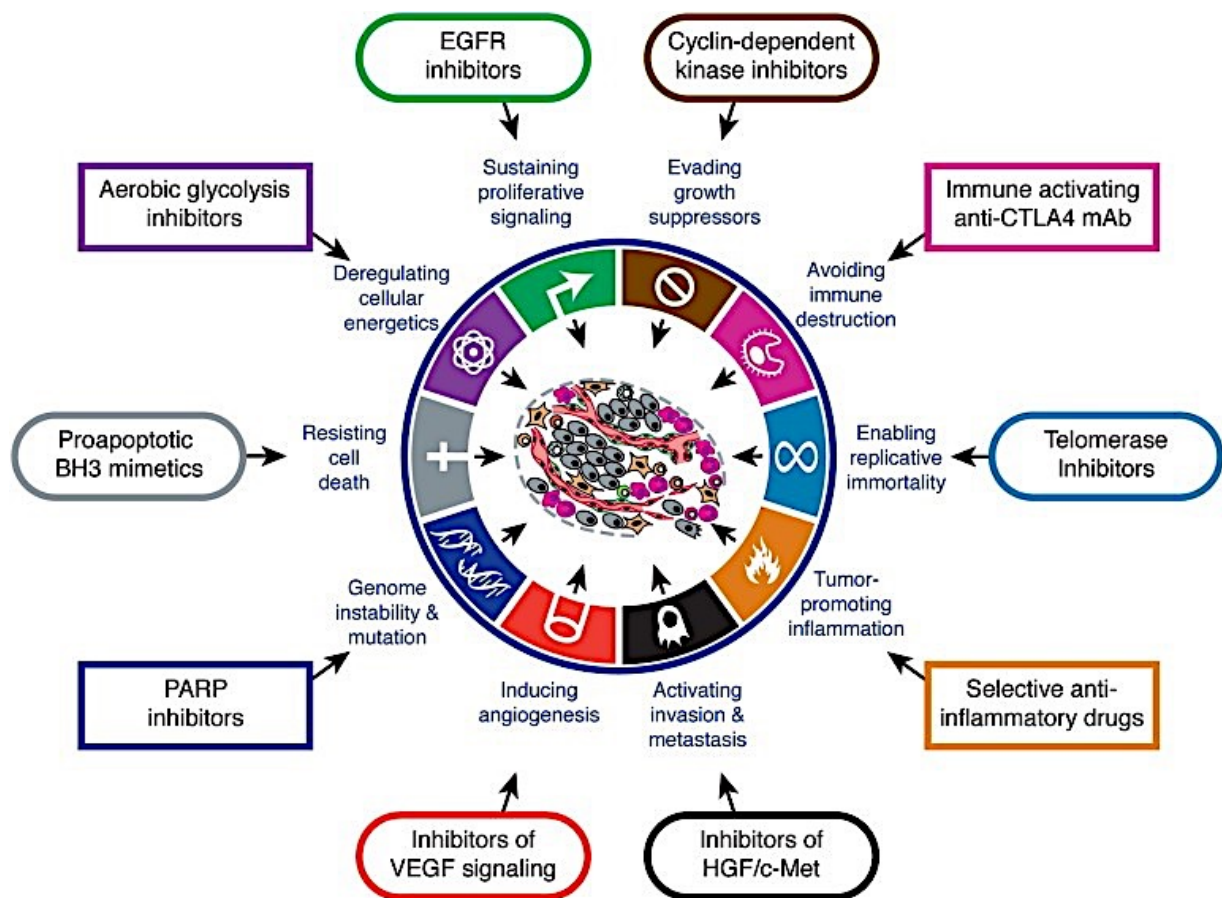 EGFR
inhibitors
Cyclin-dependent
kinase inhibitors
Sustaining
proliferative
signaling
Evading
growth
suppressors
Aerobic glycolysis
inhibitors
Immune activating
anti-CTLA4 mAb
Deregulating
cellular
energetics
Avoiding
immune
destruction
Proapoptotic
BH3 mimetics
Resisting
cell
death
Enabling
replicative
immortality
Telomerase
Inhibitors
Genome
instability &
mutation
Tumor-
promoting
inflammation
PARP
inhibitors
Inducing
angiogenesis
Activating
invasion &
metastasis
Selective anti-
inflammatory drugs
Inhibitors of
VEGF signaling
Inhibitors of
HGF/c-Met